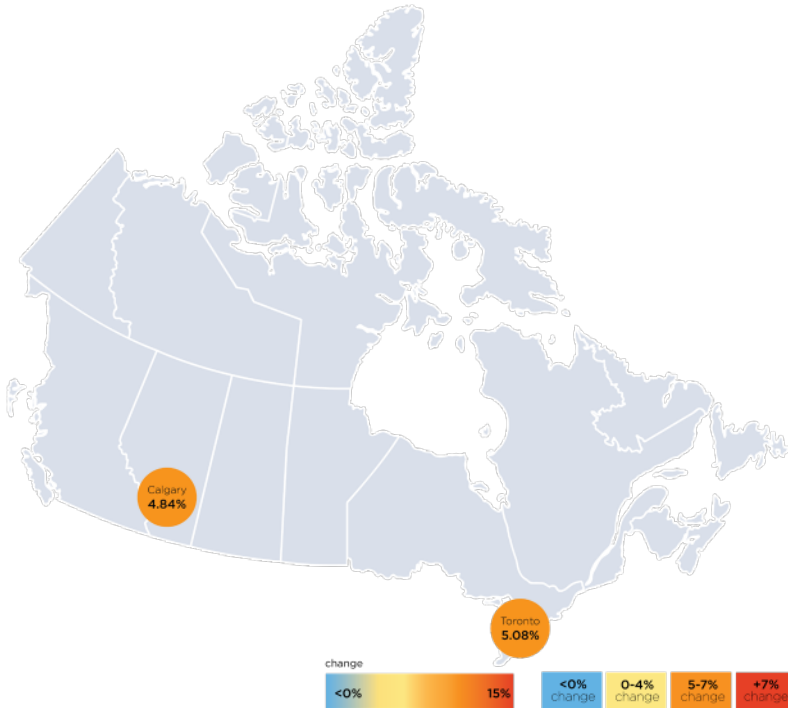 Calgary
4.84%
Toronto
5.08%
change
<0%
15%
<0%
change
0-4%
change
5-7%
change
+7%
change